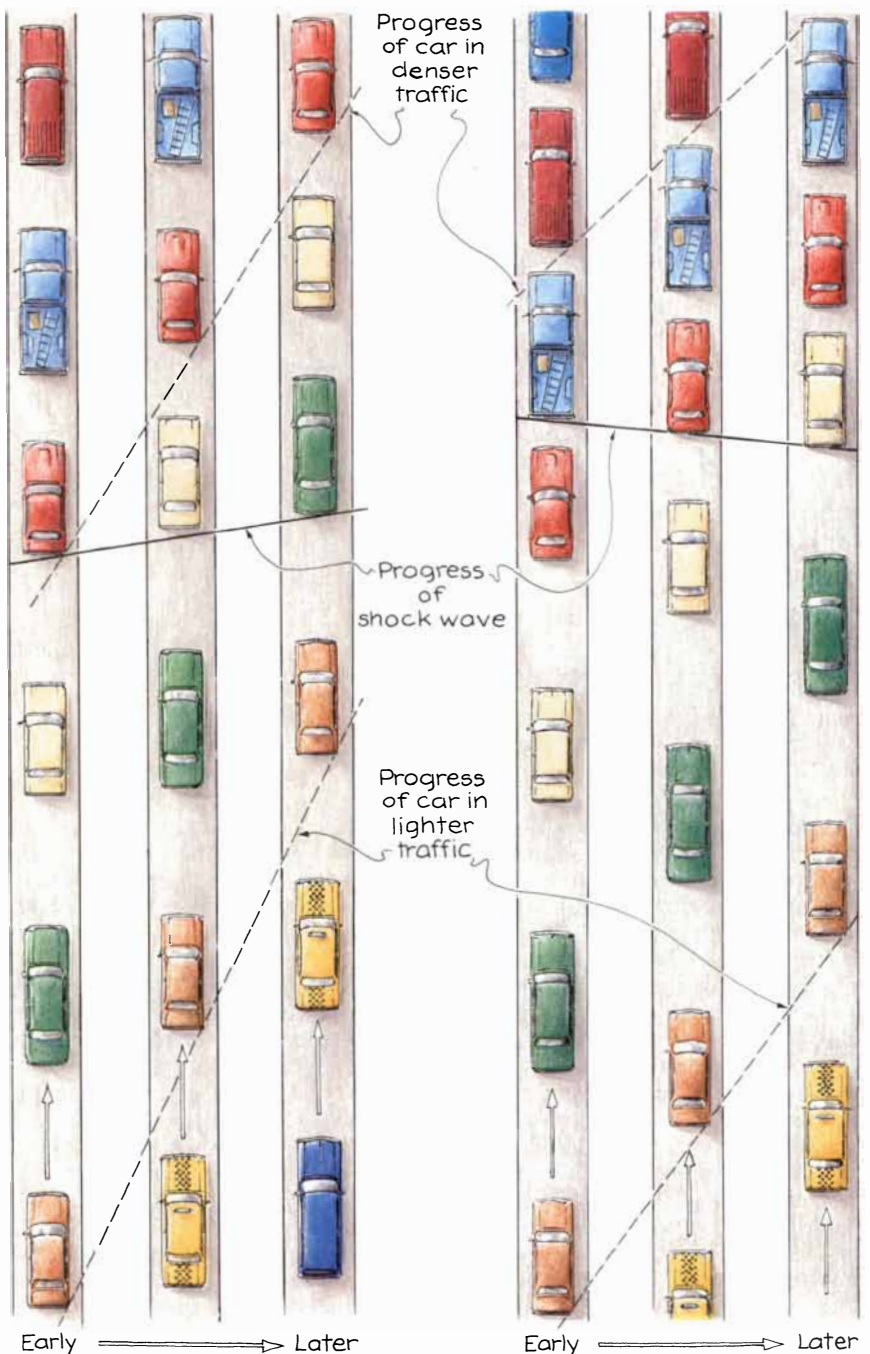 Progress
of car in
denser
traffic
Progress
of
shock wave
Progress
of car in
lighter
traffic
Early
Later
Early
Later